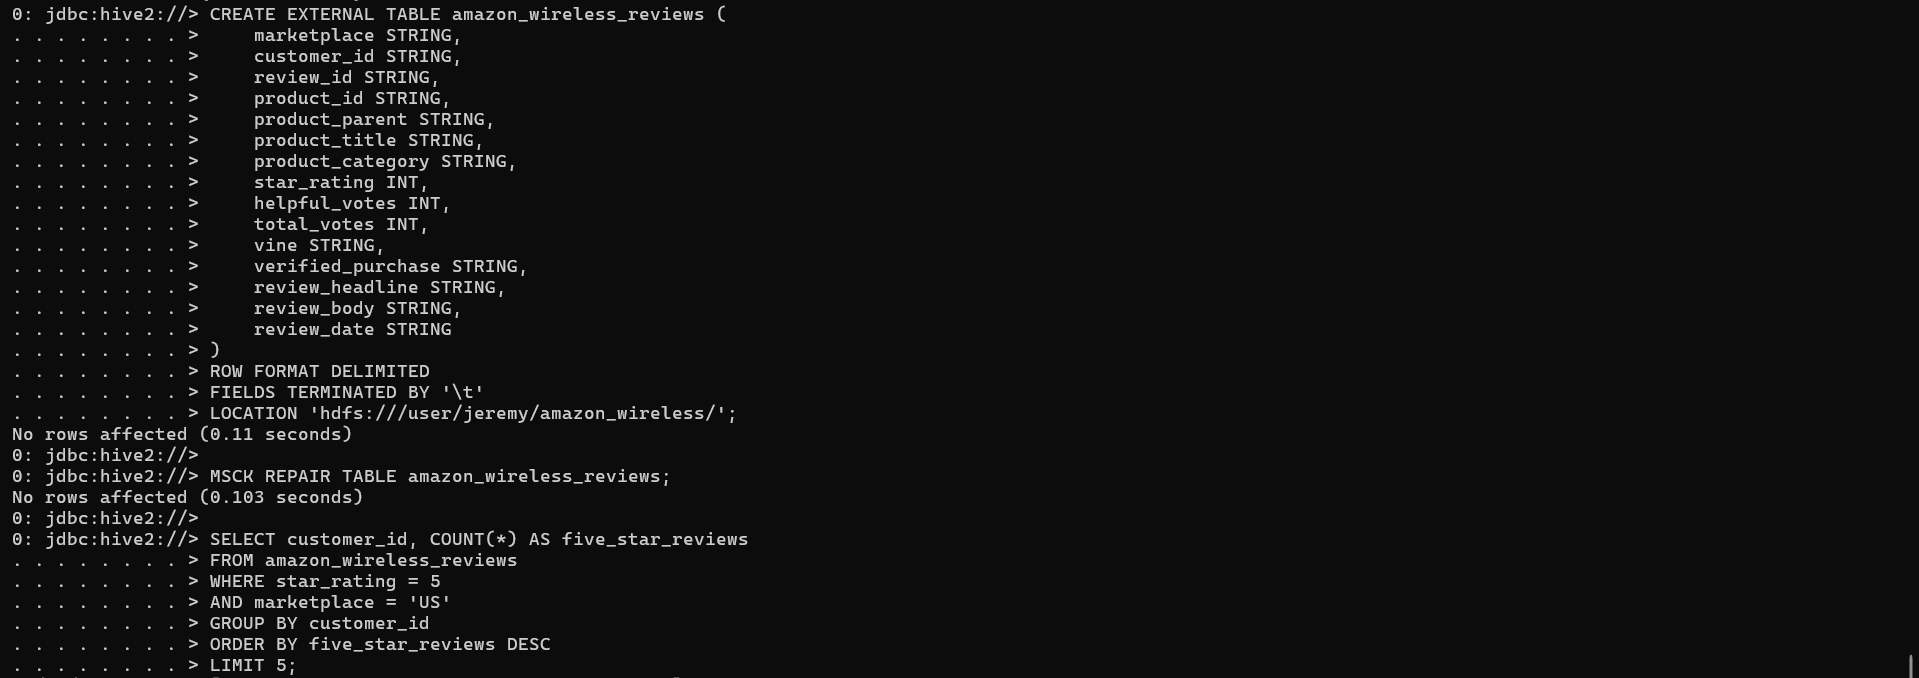 0: jdbc:hive2://> CREATE EXTERNAL TABLE amazon_wireless_reviews (
. . . . . . . . >     marketplace STRING,
. . . . . . . . >     customer_id STRING,
. . . . . . . . >     review_id STRING,
. . . . . . . . >     product_id STRING,
. . . . . . . . >     product_parent STRING,
. . . . . . . . >     product_title STRING,
. . . . . . . . >     product_category STRING,
. . . . . . . . >     star_rating INT,
. . . . . . . . >     helpful_votes INT,
. . . . . . . . >     total_votes INT,
. . . . . . . . >     vine STRING,
. . . . . . . . >     verified_purchase STRING,
. . . . . . . . >     review_headline STRING,
. . . . . . . . >     review_body STRING,
. . . . . . . . >     review_date STRING
. . . . . . . . > )
. . . . . . . . > ROW FORMAT DELIMITED
. . . . . . . . > FIELDS TERMINATED BY '\t'
. . . . . . . . > LOCATION 'hdfs:///user/jeremy/amazon_wireless/';
No rows affected (0.11 seconds)
0: jdbc:hive2://>
0: jdbc:hive2://> MSCK REPAIR TABLE amazon_wireless_reviews;
No rows affected (0.103 seconds)
0: jdbc:hive2://>
0: jdbc:hive2://> SELECT customer_id, COUNT(*) AS five_star_reviews
. . . . . . . . > FROM amazon_wireless_reviews
. . . . . . . . > WHERE star_rating = 5
. . . . . . . . > AND marketplace = 'US'
. . . . . . . . > GROUP BY customer_id
. . . . . . . . > ORDER BY five_star_reviews DESC
. . . . . . . . > LIMIT 5;